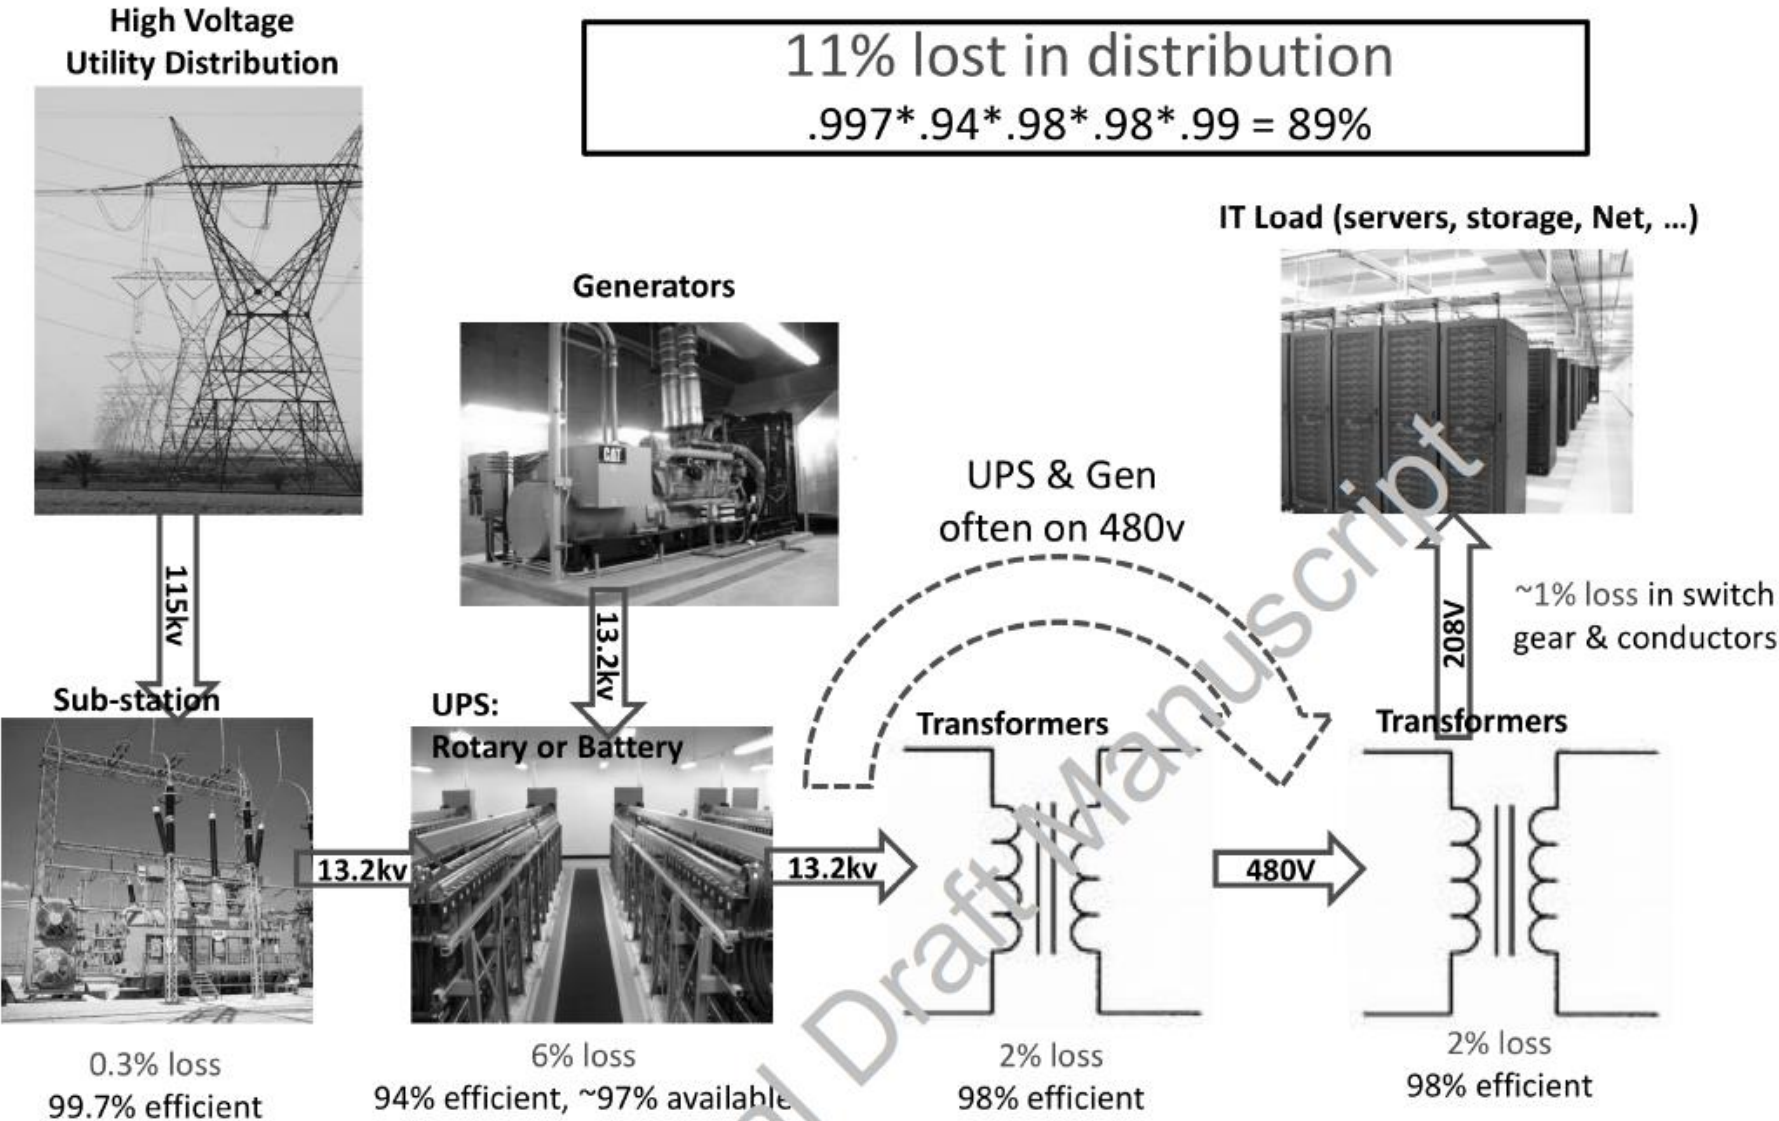 High Voltage
Utility Distribution
11% lost in distribution
.997*.94*.98*.98*.99 = 89%
IT Load (servers, storage, Net, ...)
Generators
CAT
UPS & Gen
often on 480v
115kv
13.2kv
208V
~1% loss in switch
gear & conductors
Sub-station
UPS:
Rotary or Battery
Transformers
Transformers
13.2kv
13.2kv
480V
0.3% loss
99.7% efficient
6% loss
94% efficient, ~97% available
2% loss
98% efficient
2% loss
98% efficient
al Draft Manuscript